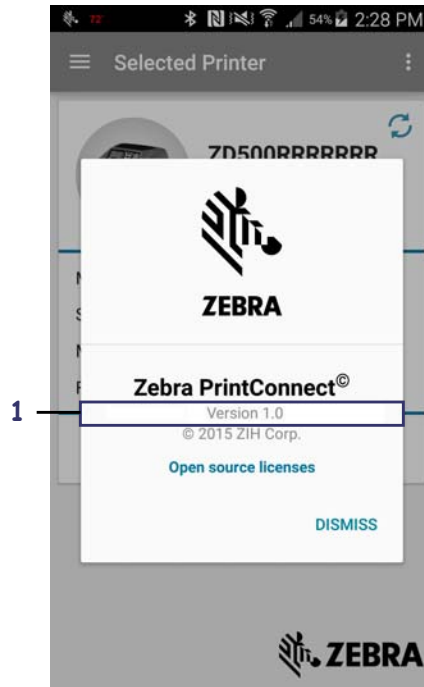 72°
54% 2:28 PM
Selected Printer
ZD500RRRRRRR
ZEBRA
Zebra PrintConnect©
1
Version 1.0
© 2015 ZIH Corp.
Open source licenses
DISMISS
ZEBRA